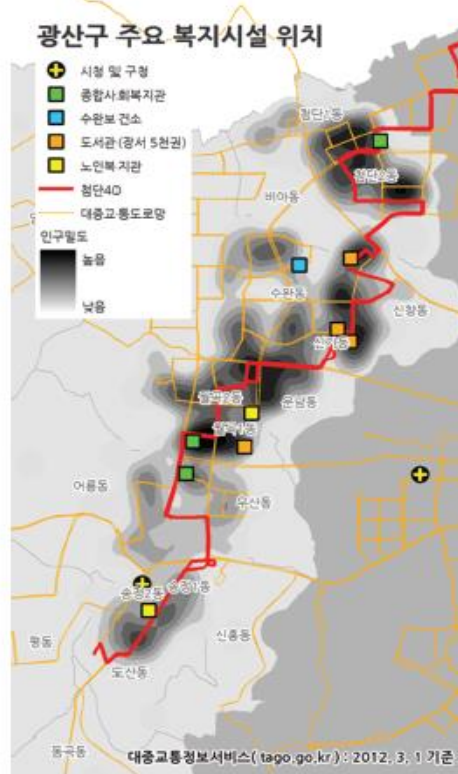 광산구 주요 복지시설 위치
시청 및 구청
종합사회복지관
수완보건소
도서관(장서 5천권)
노인복지관
첨단40
대중교통도로망
인구밀도
높음
낮음
첨단1동
첨단2동
비아동
수완동
신창동
신가동
운남동
월곡2동
월곡1동
어룡동
우산동
송정1동
송정2동
평동
신흥동
도산동
동곡동
대중교통정보서비스( tago.go.kr ) : 2012. 3. 1 기준